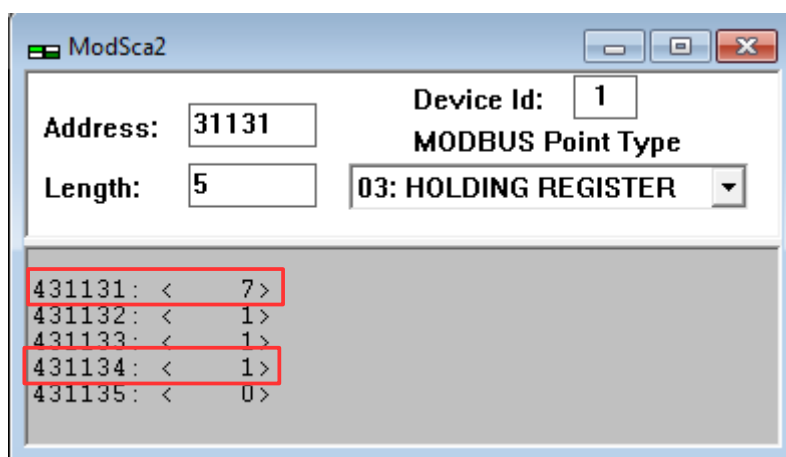 ModSca2
Device Id: 1
Address: 31131
MODBUS Point Type
Length: 5
03: HOLDING REGISTER
431131: <     7>
431132: <     1>
431133: <     1>
431134: <     1>
431135: <     0>